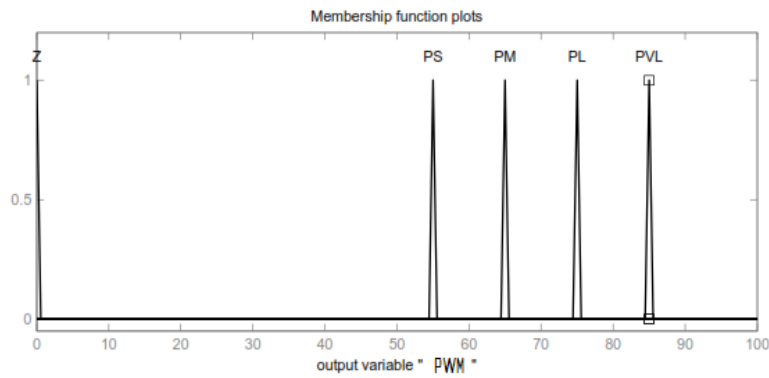 Membership function plots
Z PS PM PL PVL
1
0.5
0
0 10 20 30 40 50 60 70 80 90 100
output variable " PWM "